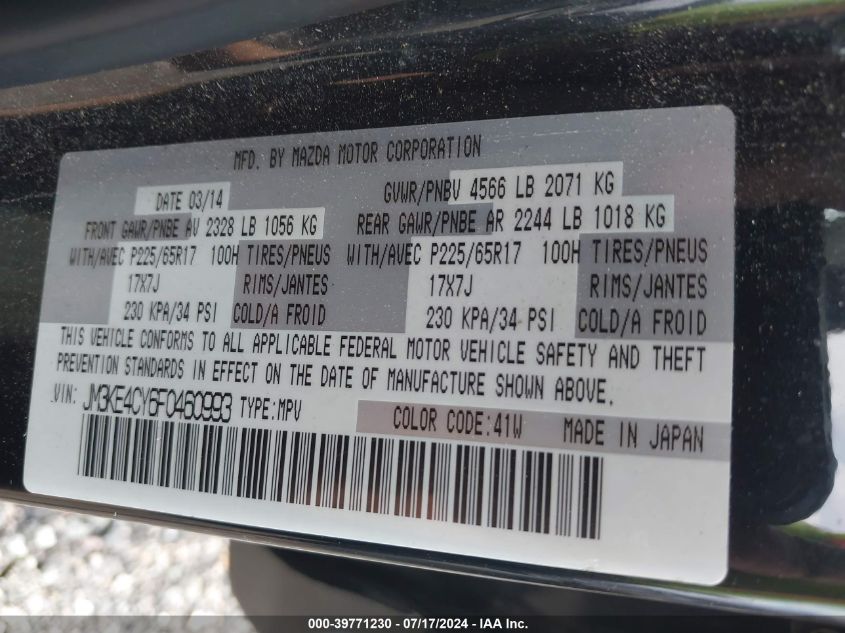 MFD. BY MAZDA MOTOR CORPORATION
DATE 03/14 GVWR/PNBV 4566 LB 2071 KG
FRONT GAWR/PNBE AV 2328 LB 1056 KG REAR GAWR/PNBE AR 2244 LB 1018 KG
WITH/AVEC P225/65R17 100H TIRES/PNEUS WITH/AVEC P225/65R17 100H TIRES/PNEUS
17X7J RIMS/JANTES 17X7J RIMS/JANTES
230 KPA/34 PSI COLD/A FROID 230 KPA/34 PSI COLD/A FROID
THIS VEHICLE CONFORMS TO ALL APPLICABLE FEDERAL MOTOR VEHICLE SAFETY AND THEFT
PREVENTION STANDARDS IN EFFECT ON THE DATE OF MANUFACTURE SHOWN ABOVE.
VIN: JM3KE4CY6F0460993 TYPE:MPV
COLOR CODE:41W MADE IN JAPAN
000-39771230 - 07/17/2024 - IAA Inc.